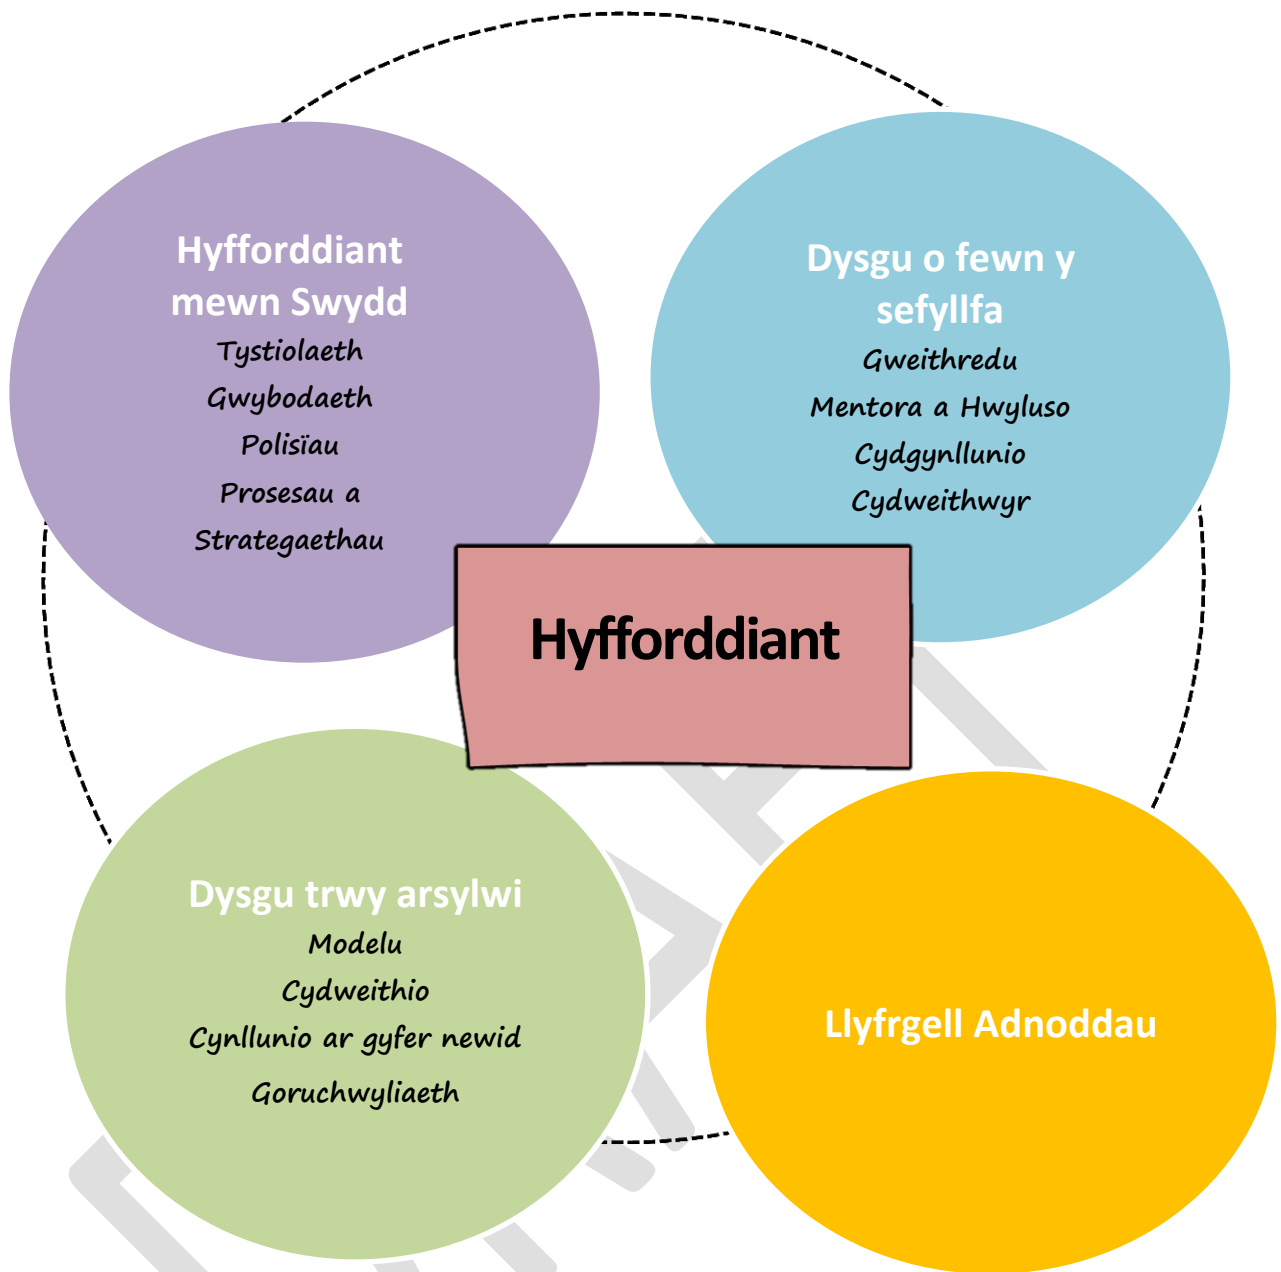 Hyfforddiant
mewn Swydd
Tystiolaeth
Gwybodaeth
Polisïau
Prosesau a
Strategaethau
Dysgu o fewn y
sefyllfa
Gweithredu
Mentora a Hwyluso
Cydgynllunio
Cydweithwyr
Hyfforddiant
Dysgu trwy arsylwi
Modelu
Cydweithio
Cynllunio ar gyfer newid
Goruchwyliaeth
Llyfrgell Adnoddau